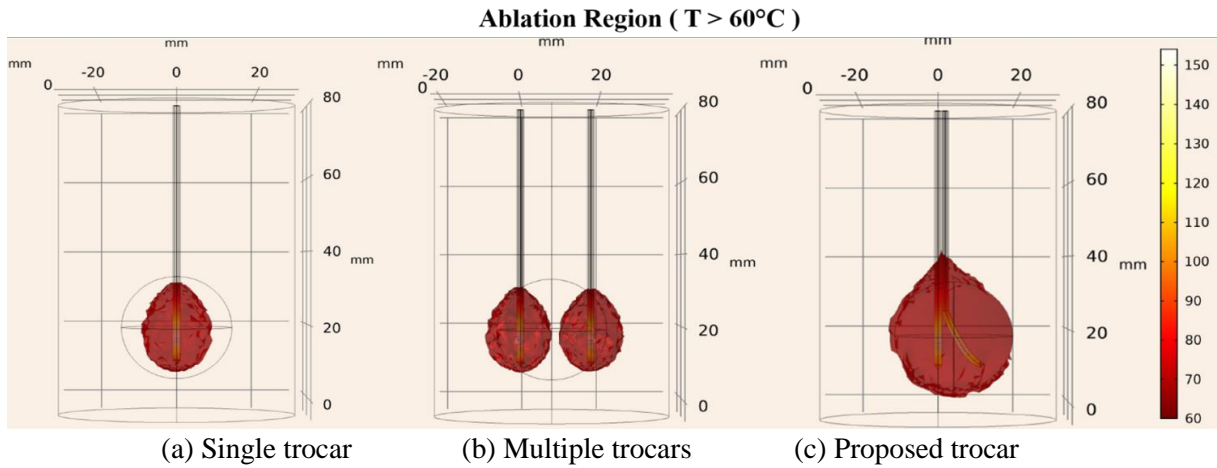 Ablation Region ( T > 60°C )
mm mm mm
mm -20 0 20 mm -20 0 20 mm -20 0 20
0 80 0 80 0 80
60 60 60
40 40 40
mm mm mm
20 20 20
0 0 0
150
140
130
120
110
100
90
80
70
60
(a) Single trocar (b) Multiple trocars (c) Proposed trocar